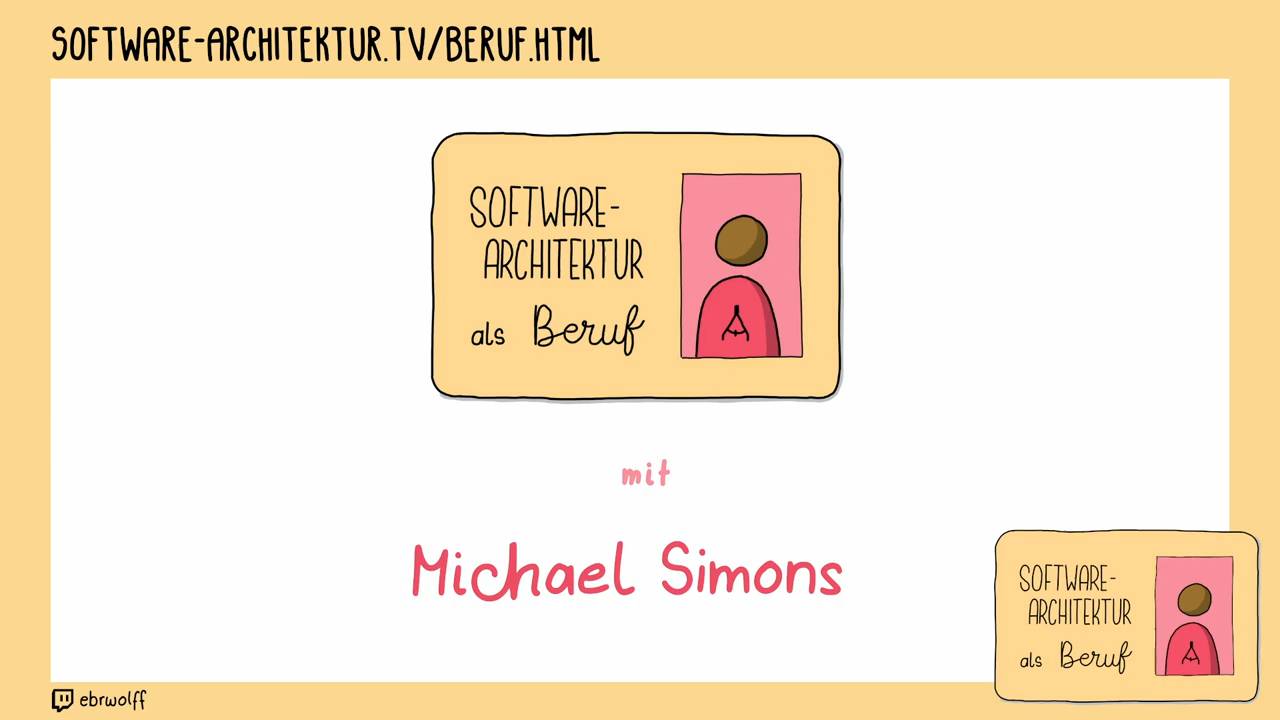 SOFTWARE-ARCHITEKTUR.TV/BERUF.HTML
SOFTWARE-
ARCHITEKTUR
als Beruf
mit
Michael Simons
SOFTWARE-
ARCHITEKTUR
als Beruf
ebrwolff